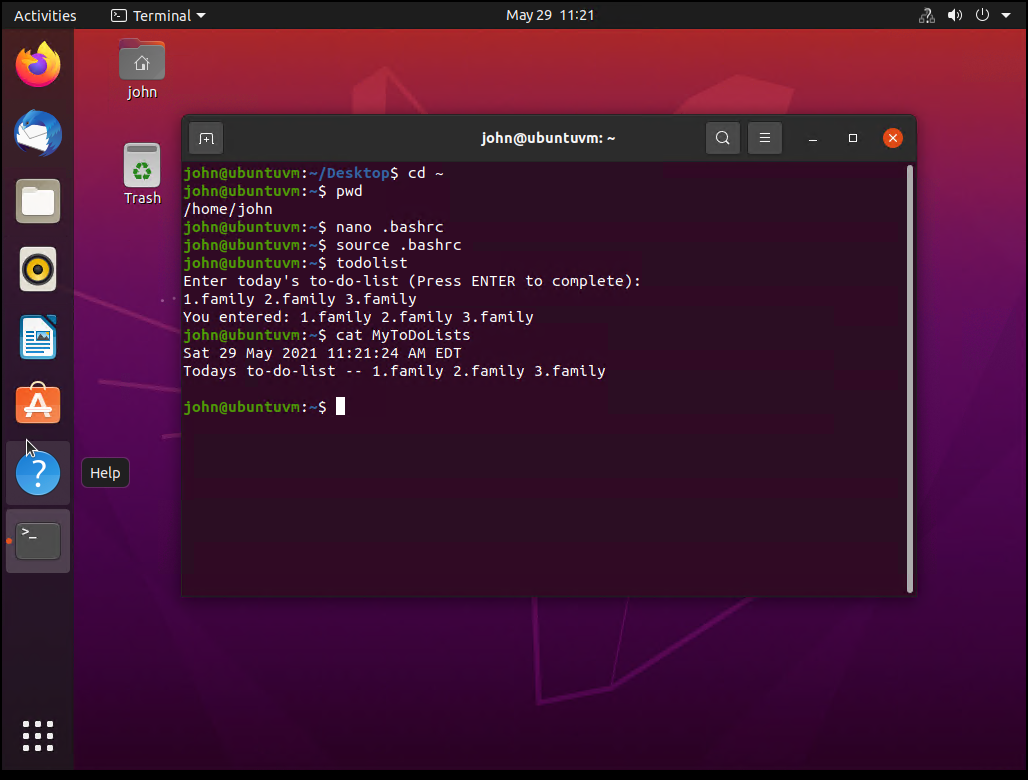 Activities
Terminal
May 29 11:21
john
Trash
Help
john@ubuntuvm: ~
john@ubuntuvm:~/Desktop$ cd ~
john@ubuntuvm:~$ pwd
/home/john
john@ubuntuvm:~$ nano .bashrc
john@ubuntuvm:~$ source .bashrc
john@ubuntuvm:~$ todolist
Enter today's to-do-list (Press ENTER to complete):
1.family 2.family 3.family
You entered: 1.family 2.family 3.family
john@ubuntuvm:~$ cat MyToDoLists
Sat 29 May 2021 11:21:24 AM EDT
Todays to-do-list -- 1.family 2.family 3.family
john@ubuntuvm:~$